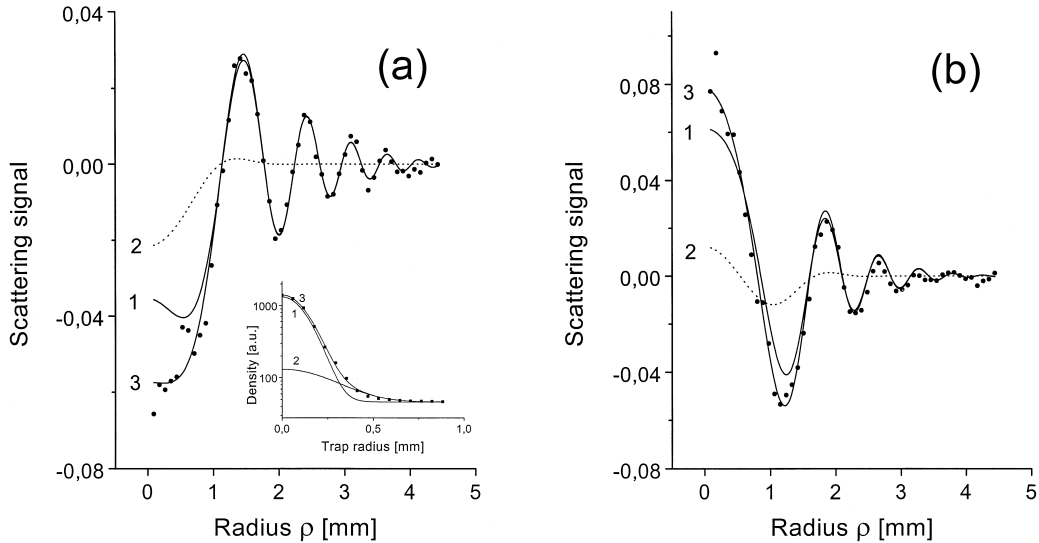 (a)
0,04
0,00
-0,04
-0,08
Scattering signal
2
1
3
0 1 2 3 4 5
Radius ρ [mm]
1000
100
Density [a.u.]
3
1
2
0,0 0,5 1,0
Trap radius [mm]
(b)
0,08
0,04
0,00
-0,04
-0,08
Scattering signal
3
1
2
0 1 2 3 4 5
Radius ρ [mm]